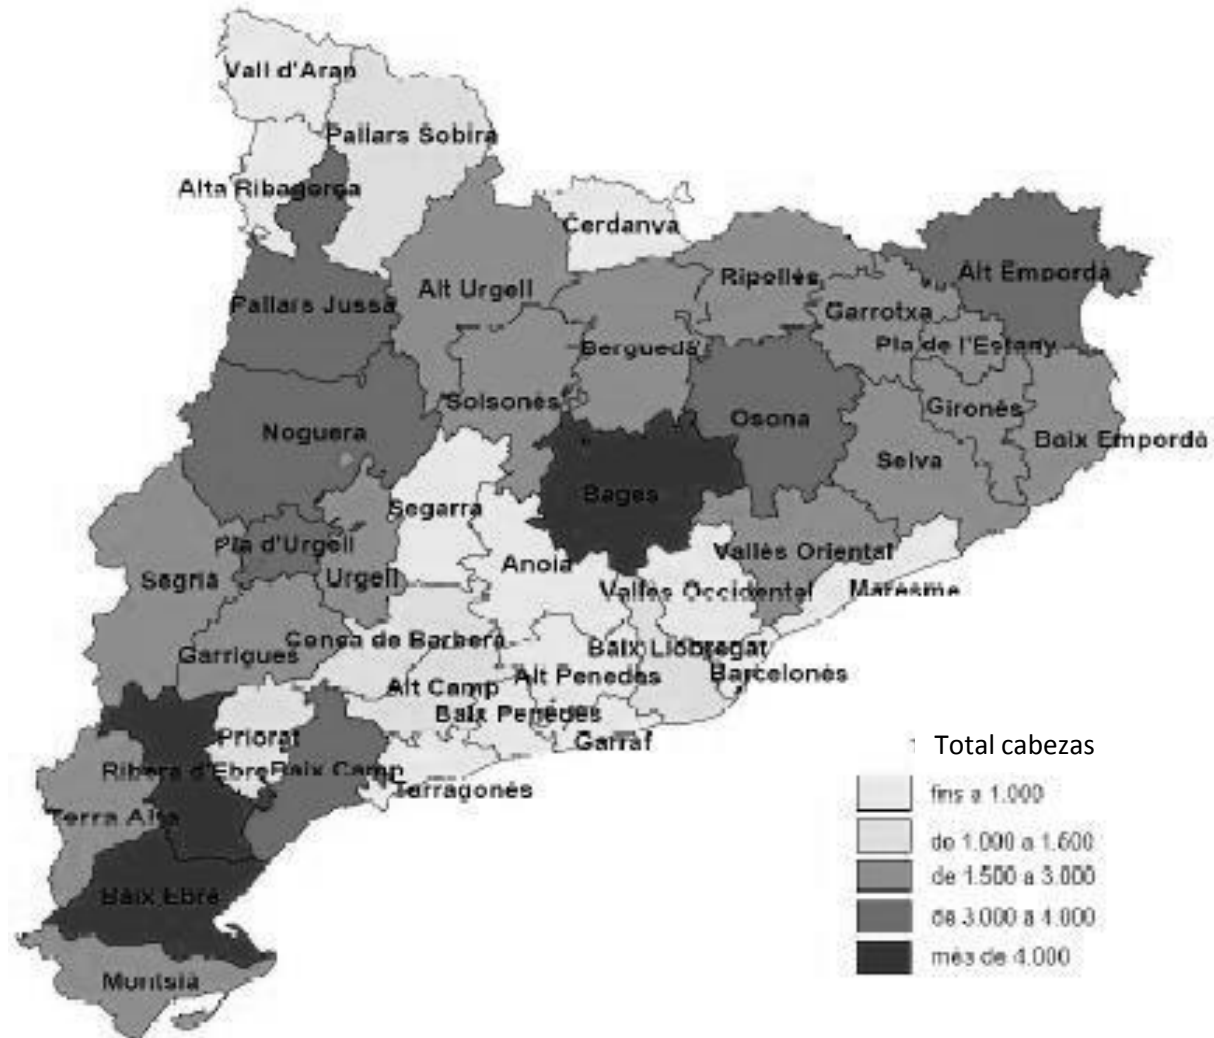 Vall d'Aran
Pallars Sobirà
Alta Ribagorça
Cerdanya
Alt Urgell
Ripollès
Alt Empordà
Pallars Jussà
Garrotxa
Berguedà
Pla de l'Estany
Solsonès
Gironès
Osona
Noguera
Baix Empordà
Selva
Bages
Segarra
Pla d'Urgell
Vallès Oriental
Anoia
Segrià
Urgell
Vallès Occidental
Maresme
Conca de Barberà
Garrigues
Baix Llobregat
Alt Penedès
Barcelonès
Alt Camp
Baix Penedès
Priorat
Garraf
Ribera d'Ebre
Baix Camp
Tarragonès
Terra Alta
Baix Ebre
Montsià
Total cabezas
fins a 1.000
de 1.000 a 1.500
de 1.500 a 3.000
de 3.000 a 4.000
més de 4.000